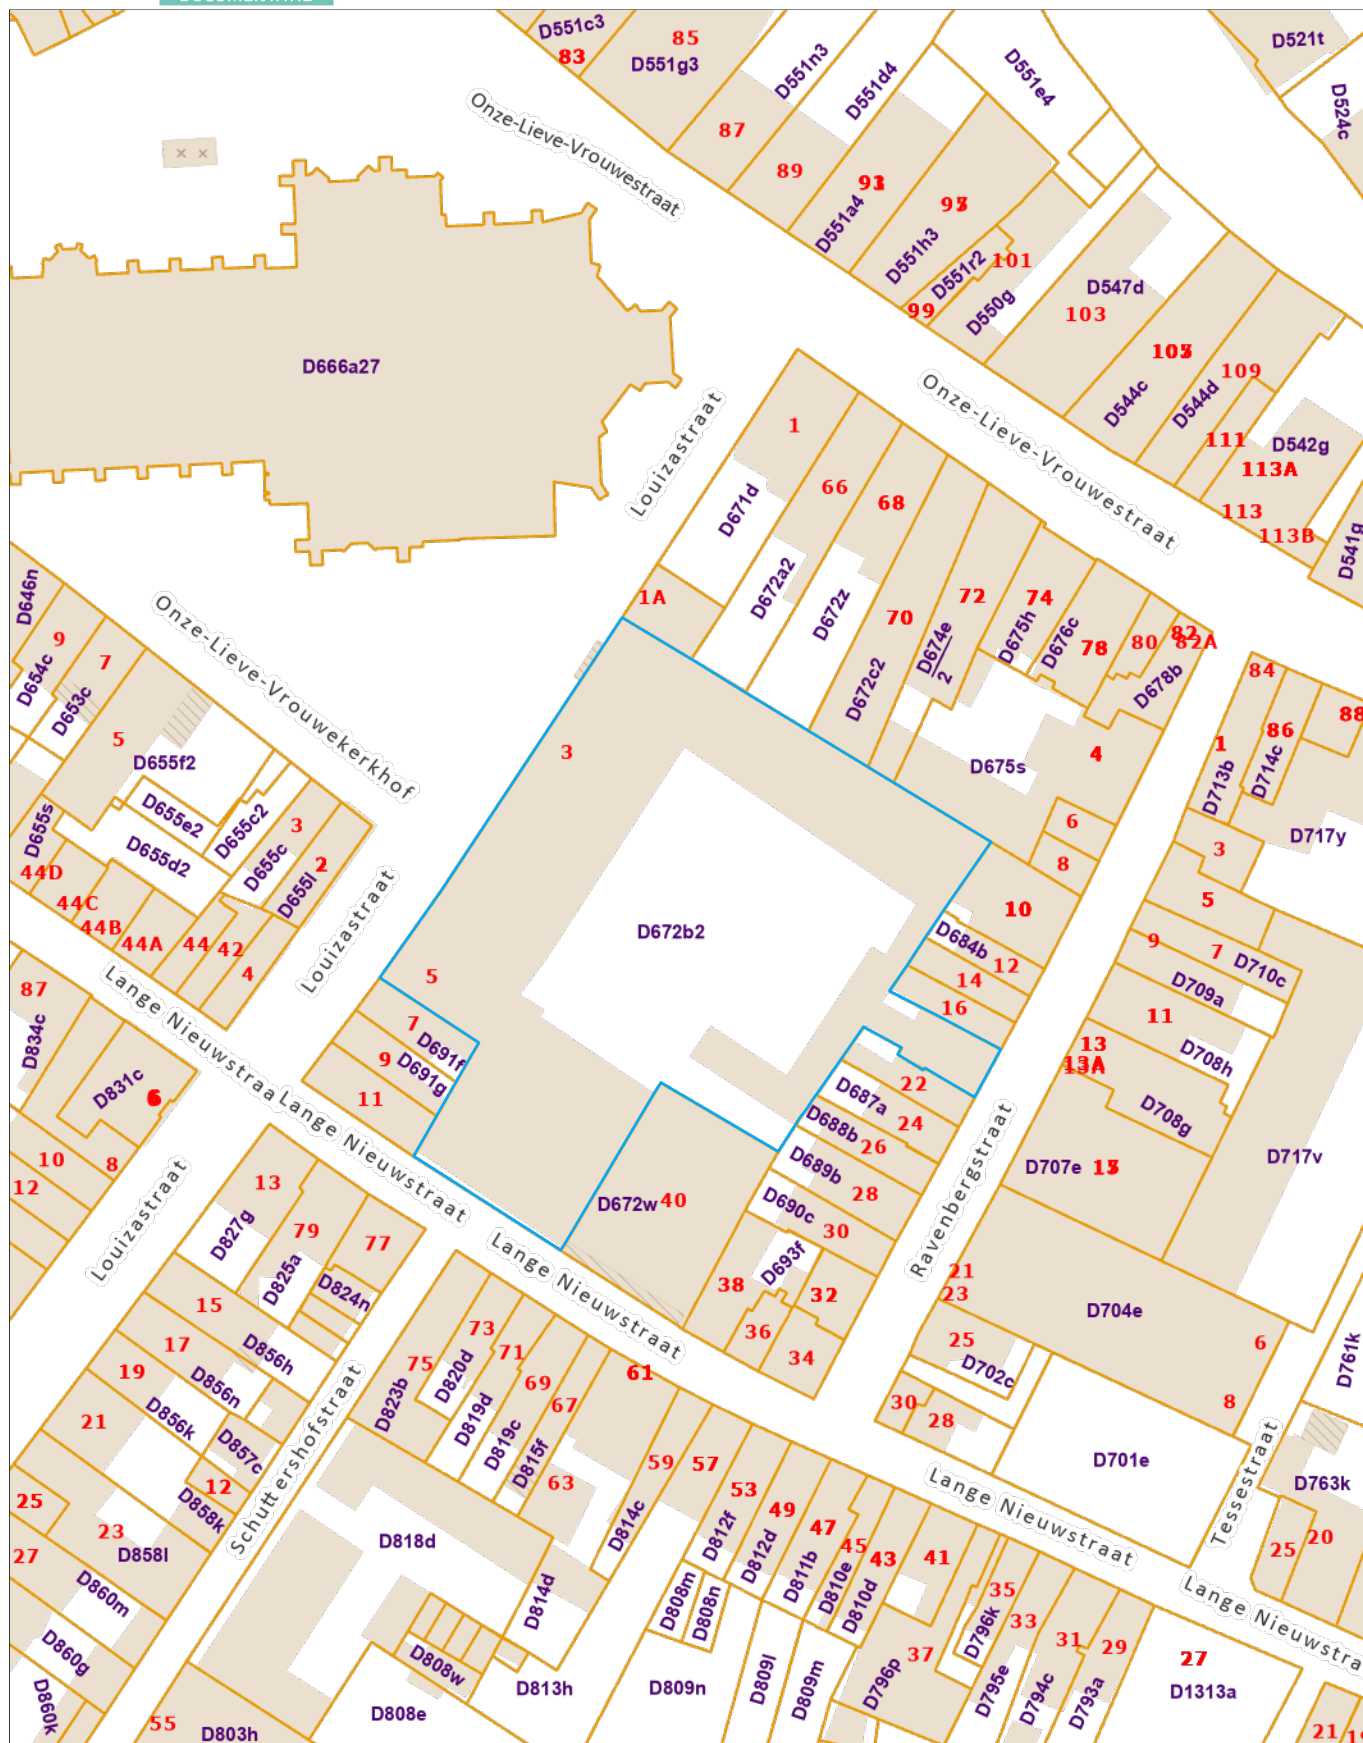 D551c3
83
85
D551g3
D551n3
D551d4
D551e4
D521t
D524c
Onze-Lieve-Vrouwestraat
87
89
93
D551a4
D551h3
D551r2
99
101
D550g
D547d
103
D544c
D544d
109
111
113A
D542g
113
113B
D541g
D666a27
Louizastraat
Onze-Lieve-Vrouwestraat
1
66
68
D671d
D672a2
D672z
1A
70
D672c2
D674e
2
72
74
D675h
D676c
78
80
82
82A
D678b
84
86
88
1
D713b
D714c
D717y
4
D675s
6
8
3
5
D646n
9
D654c
7
D653c
5
D655f2
Onze-Lieve-Vrouwekerkhof
D655e2
D655c2
D655s
D655d2
3
D655c
2
D655l
44D
44C
44B
44A
44
42
4
Louizastraat
3
D672b2
5
10
D684b
12
14
16
9
7
D710c
D709a
11
D708h
13
13A
D708g
D717v
D707e
87
D834c
Lange Nieuwstraa
Lange Nieuwstraat
7
D691f
9
D691g
11
D831c
6
8
10
12
Louizastraat
22
D687a
24
D688b
26
D689b
28
D690c
30
D693f
32
38
36
34
D672w
40
Ravenbergstraat
21
23
25
D702c
30
28
D704e
6
8
D701e
D761k
Tessestraat
D763k
25
20
13
D827g
79
D825a
77
D824n
15
D856h
17
D856n
19
D856k
21
D857c
12
D858k
25
23
D858l
27
D860m
D860g
D860k
Schuttershofstraat
55
D803h
Lange Nieuwstraat
75
D823b
73
D820d
71
D819d
69
D819c
67
D815f
63
61
59
D814c
57
53
D812f
49
D812d
47
D811b
45
D810e
43
D810d
41
D818d
D814d
D808w
D808e
D813h
D808m
D808n
D809n
D809l
D809m
37
D796p
D796k
35
33
D795e
31
D794c
29
D793a
27
D1313a
Lange Nieuwstraat
Lange Nieuwstra
21